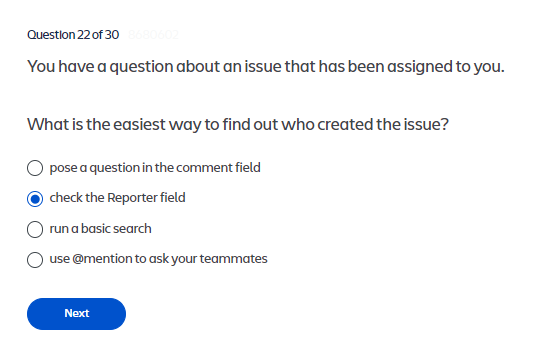 Question 22 of 30
You have a question about an issue that has been assigned to you.
What is the easiest way to find out who created the issue?
pose a question in the comment field
check the Reporter field
run a basic search
use @mention to ask your teammates
Next